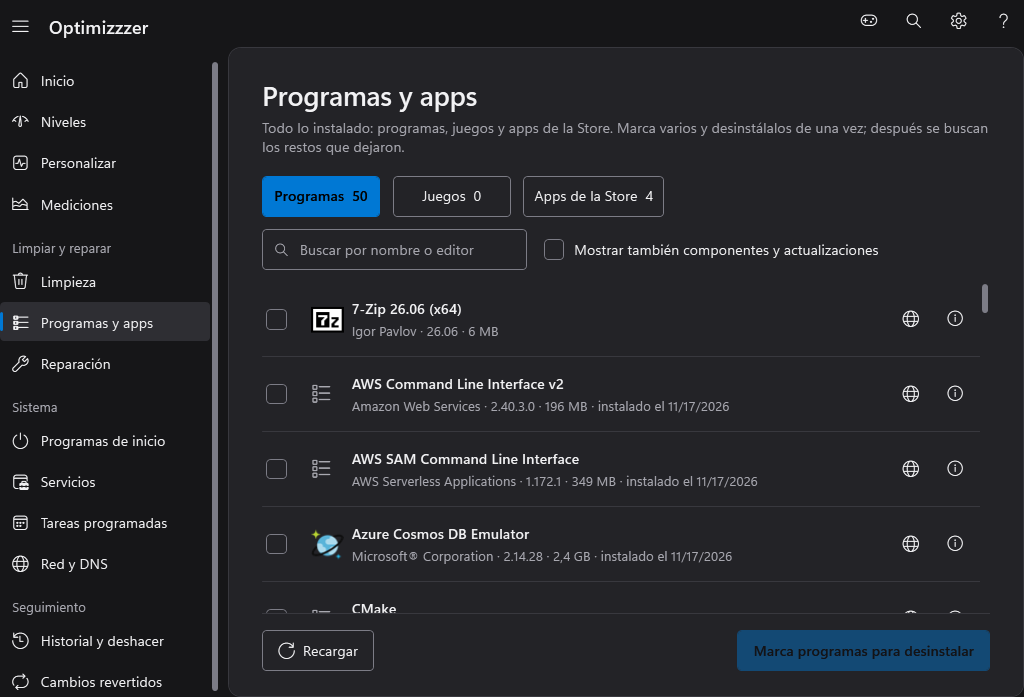 Optimizzzer
Inicio
Niveles
Personalizar
Mediciones
Limpiar y reparar
Limpieza
Programas y apps
Reparación
Sistema
Programas de inicio
Servicios
Tareas programadas
Red y DNS
Seguimiento
Historial y deshacer
Cambios revertidos
Programas y apps
Todo lo instalado: programas, juegos y apps de la Store. Marca varios y desinstálalos de una vez; después se buscan
los restos que dejaron.
Programas 50
Juegos 0
Apps de la Store 4
Buscar por nombre o editor
Mostrar también componentes y actualizaciones
7z
7-Zip 26.06 (x64)
Igor Pavlov · 26.06 · 6 MB
AWS Command Line Interface v2
Amazon Web Services · 2.40.3.0 · 196 MB · instalado el 11/17/2026
AWS SAM Command Line Interface
AWS Serverless Applications · 1.172.1 · 349 MB · instalado el 11/17/2026
Azure Cosmos DB Emulator
Microsoft® Corporation · 2.14.28 · 2,4 GB · instalado el 11/17/2026
CMake
Recargar
Marca programas para desinstalar